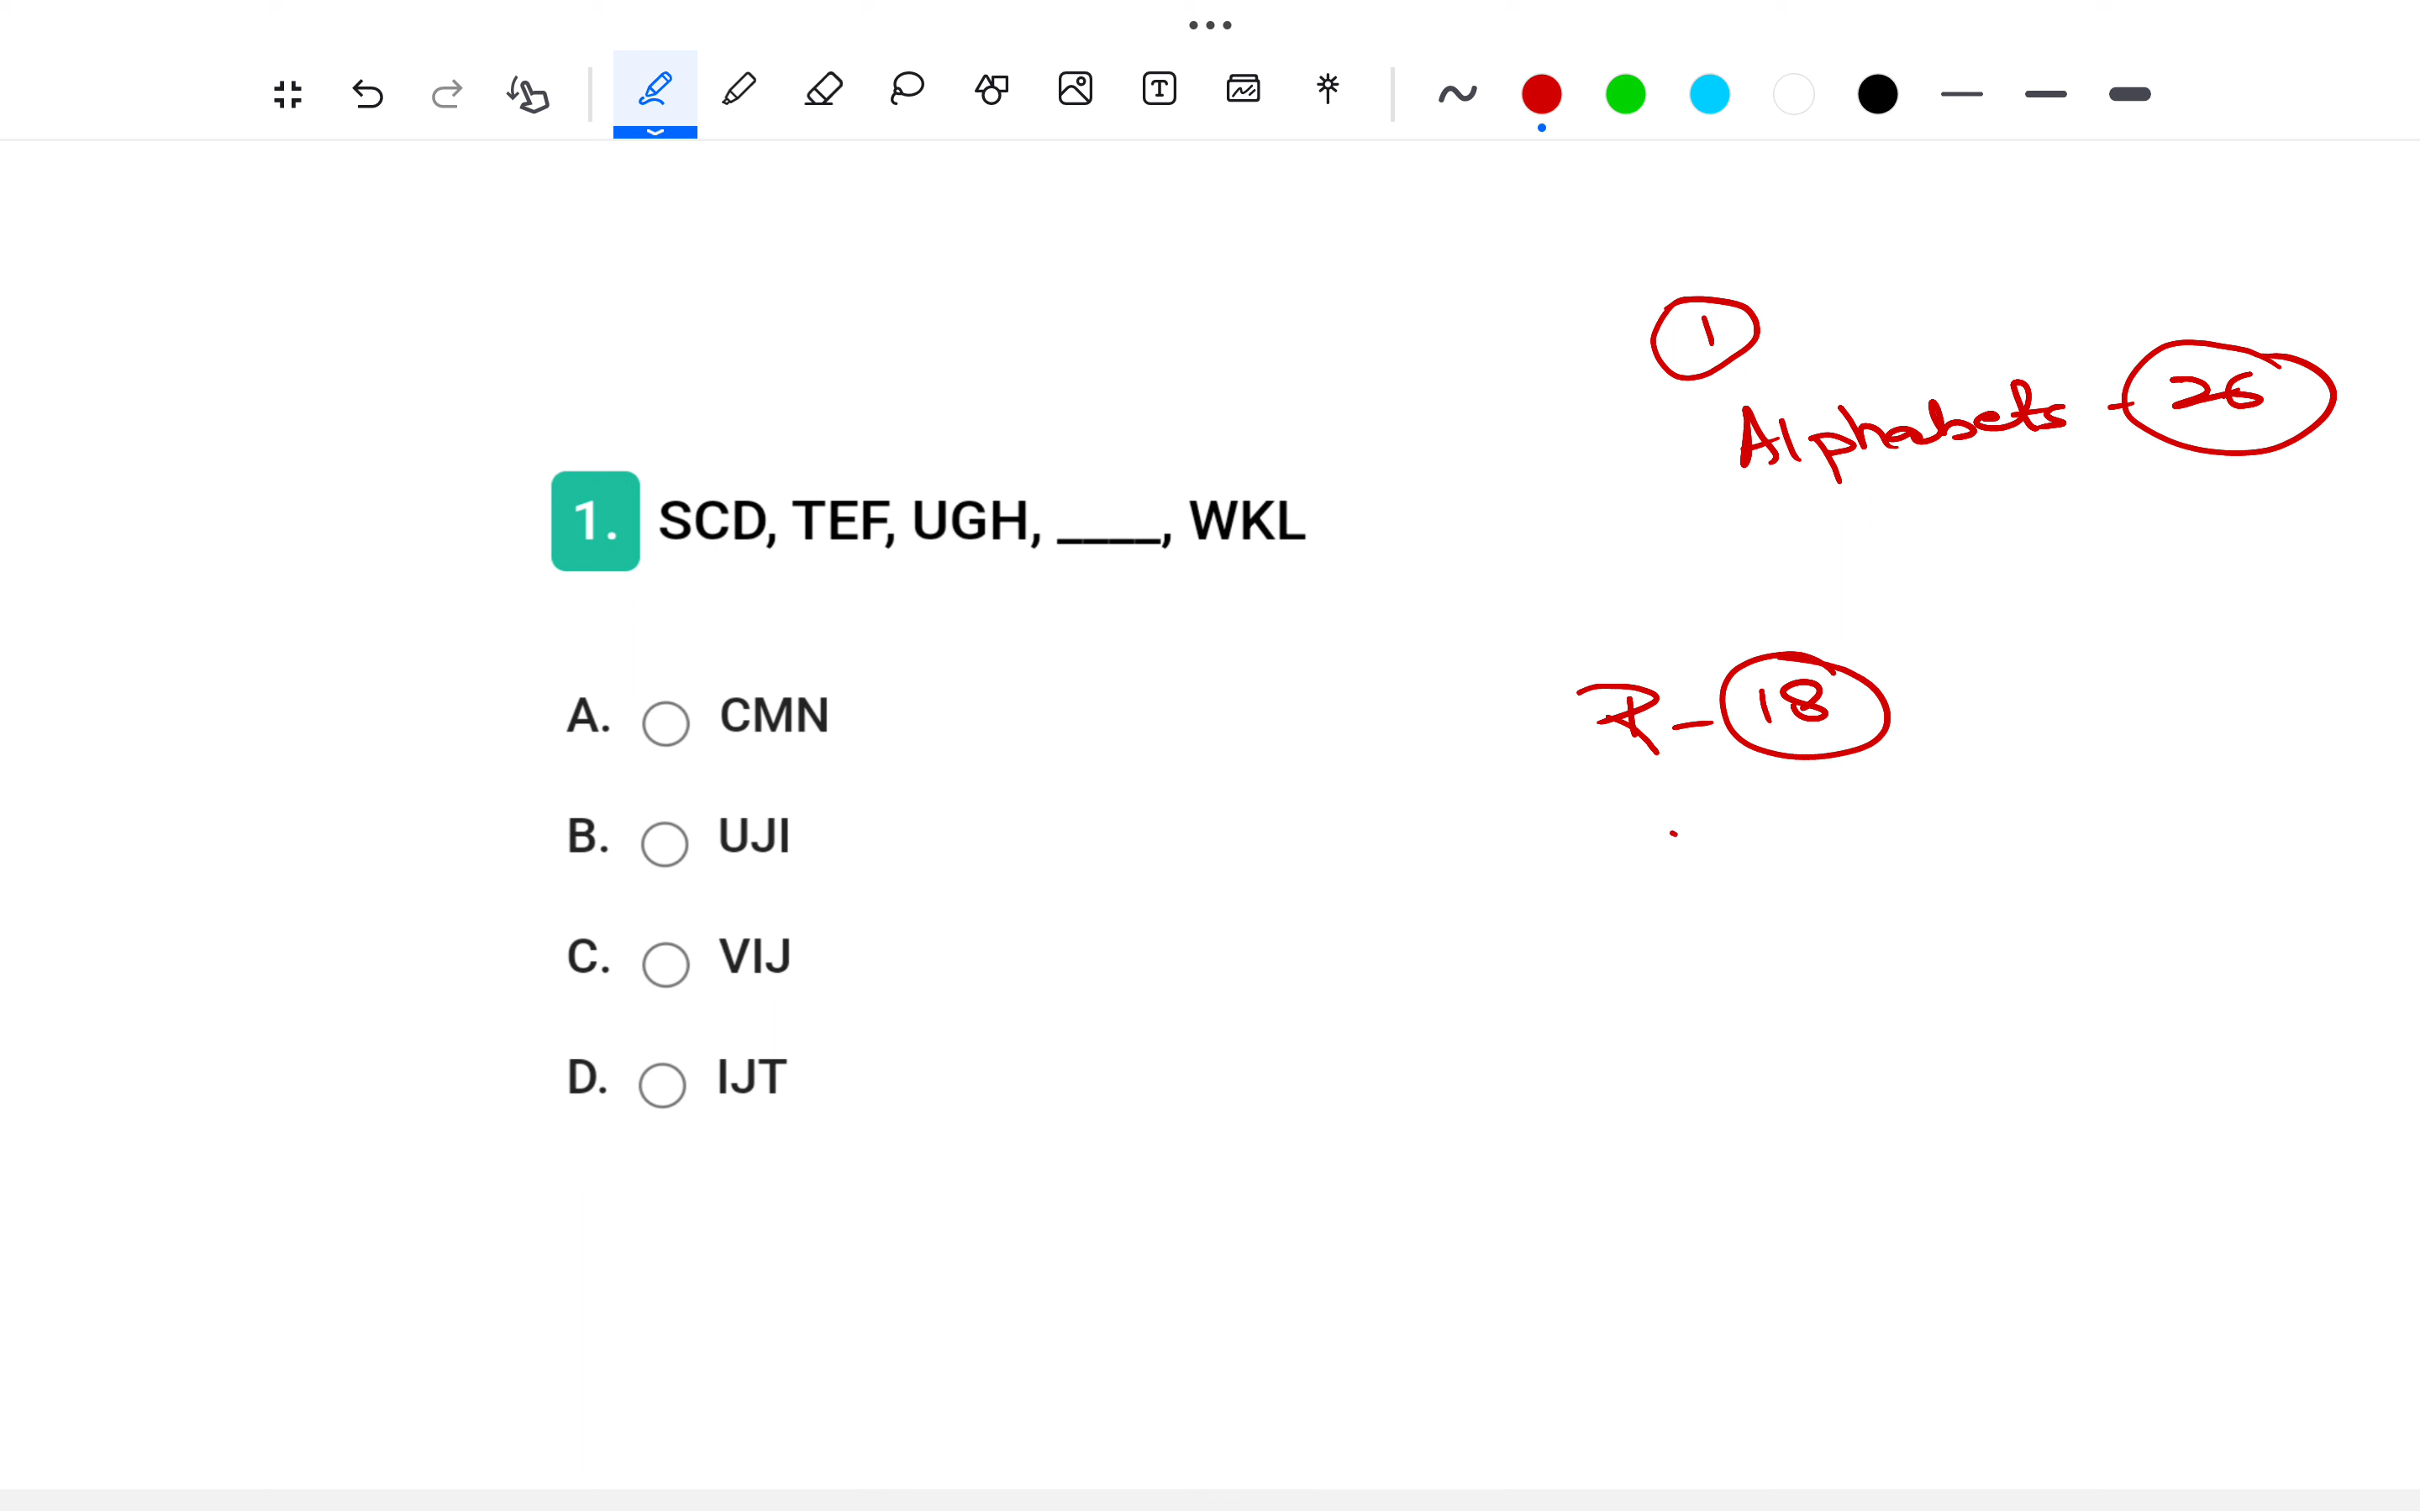 1
Alphabets - 26
1. SCD, TEF, UGH, ____, WKL
R - 18
A. CMN
B. UJI
C. VIJ
D. IJT